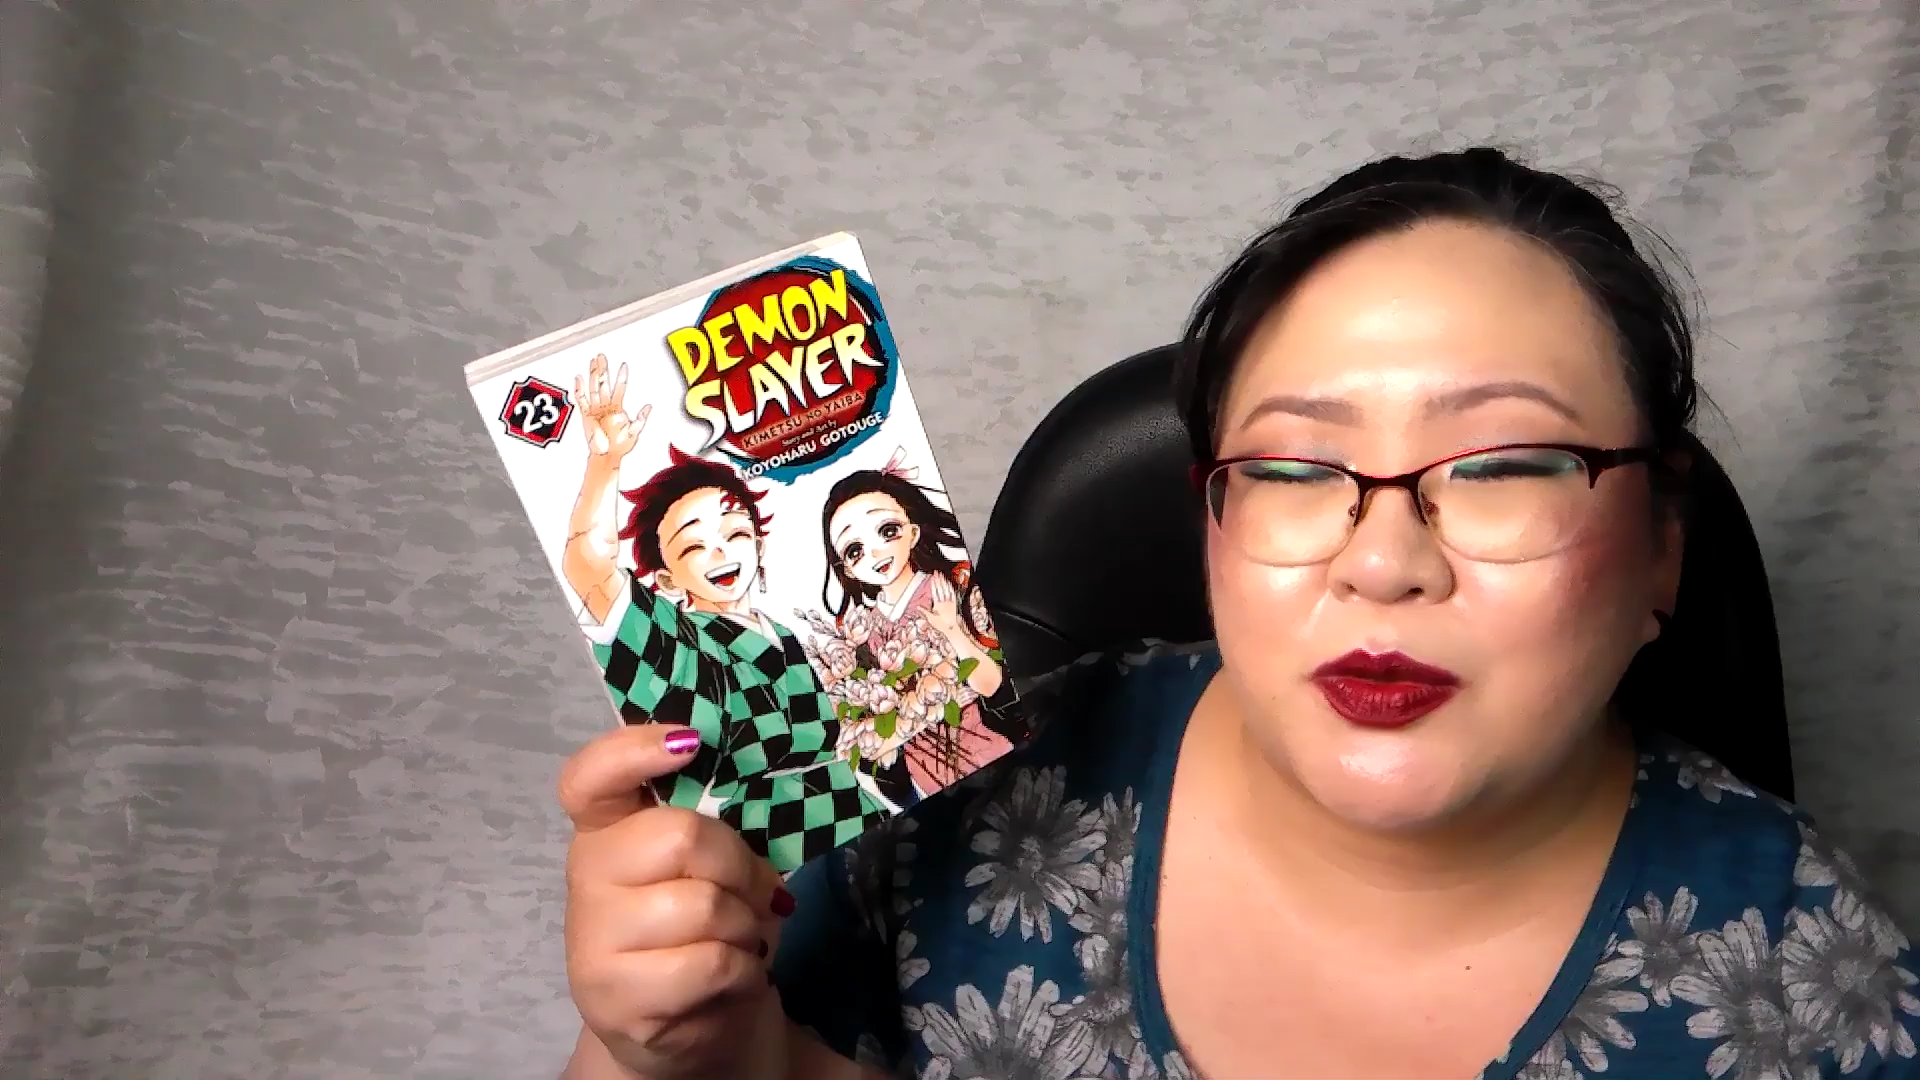 23
DEMON
SLAYER
KIMETSU NO YAIBA
Story and Art by
KOYOHARU GOTOUGE